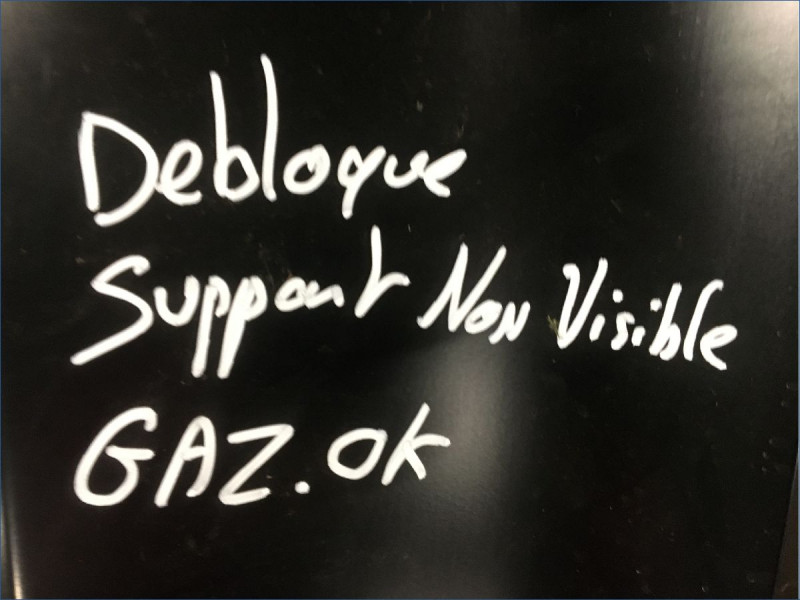 Debloque
Support Non Visible
GAZ.OK